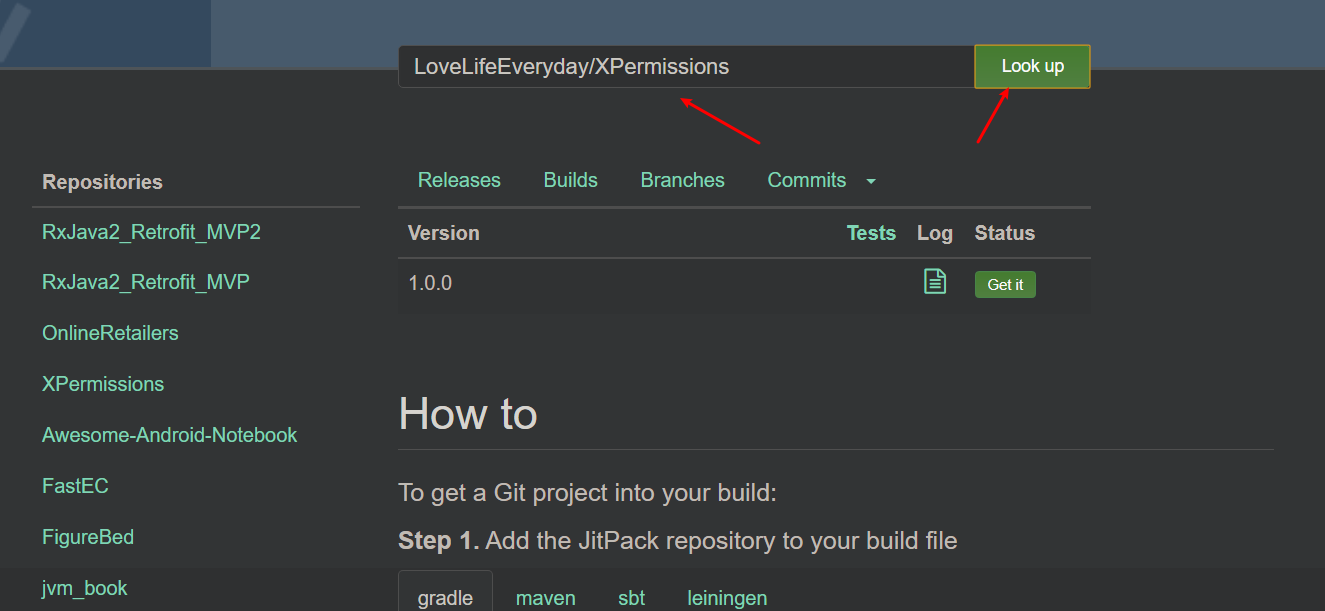 LoveLifeEveryday/XPermissions Look up
Repositories
RxJava2_Retrofit_MVP2
RxJava2_Retrofit_MVP
OnlineRetailers
XPermissions
Awesome-Android-Notebook
FastEC
FigureBed
jvm_book
Releases Builds Branches Commits
Version Tests Log Status
1.0.0 Get it
How to
To get a Git project into your build:
Step 1. Add the JitPack repository to your build file
gradle maven sbt leiningen